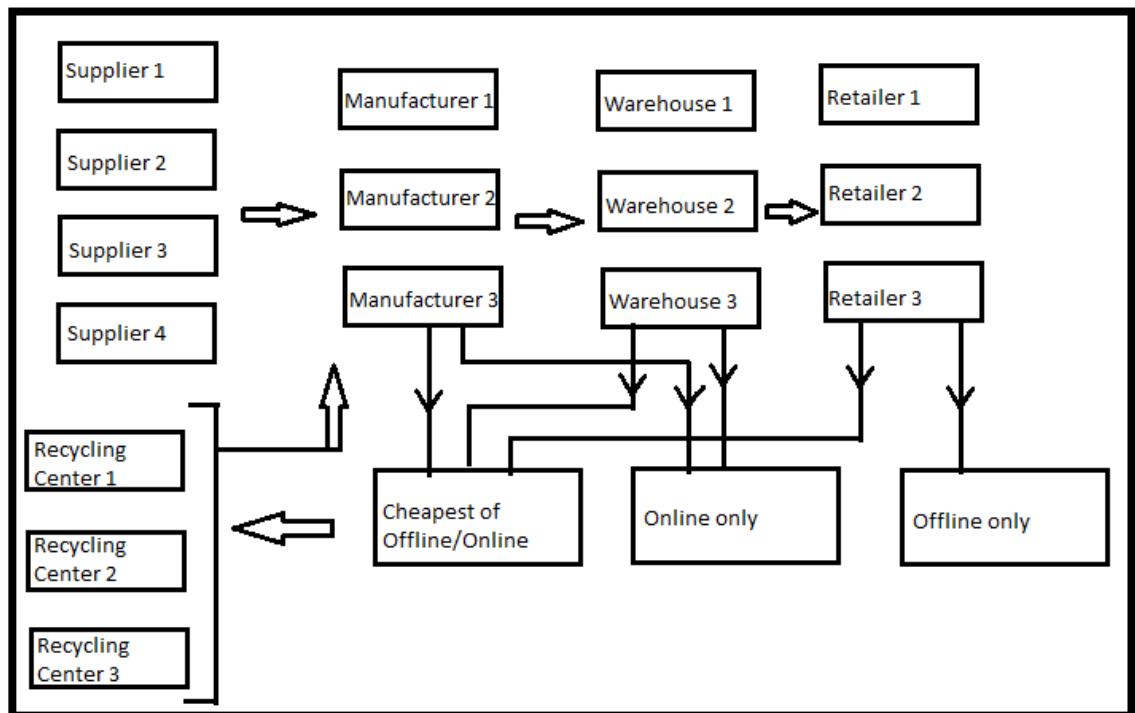 Supplier 1
Supplier 2
Supplier 3
Supplier 4
Manufacturer 1
Manufacturer 2
Manufacturer 3
Warehouse 1
Warehouse 2
Warehouse 3
Retailer 1
Retailer 2
Retailer 3
Recycling
Center 1
Recycling
Center 2
Recycling
Center 3
Cheapest of
Offline/Online
Online only
Offline only